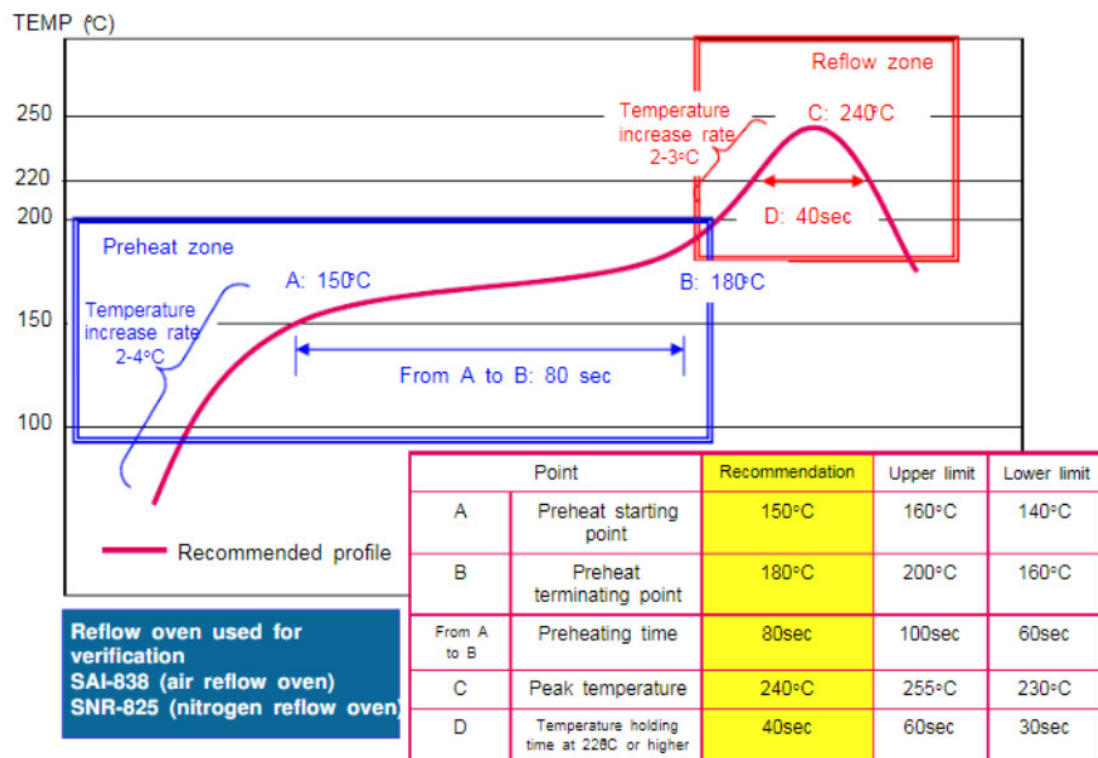 TEMP (℃)
250
220
200
150
100
Reflow zone
Temperature
increase rate
2-3℃
C: 240℃
D: 40sec
Preheat zone
A: 150℃
B: 180℃
Temperature
increase rate
2-4℃
From A to B: 80 sec
Recommended profile
Point Recommendation Upper limit Lower limit
A Preheat starting point 150℃ 160℃ 140℃
B Preheat terminating point 180℃ 200℃ 160℃
From A to B Preheating time 80sec 100sec 60sec
C Peak temperature 240℃ 255℃ 230℃
D Temperature holding time at 220℃ or higher 40sec 60sec 30sec
Reflow oven used for
verification
SAI-838 (air reflow oven)
SNR-825 (nitrogen reflow oven)